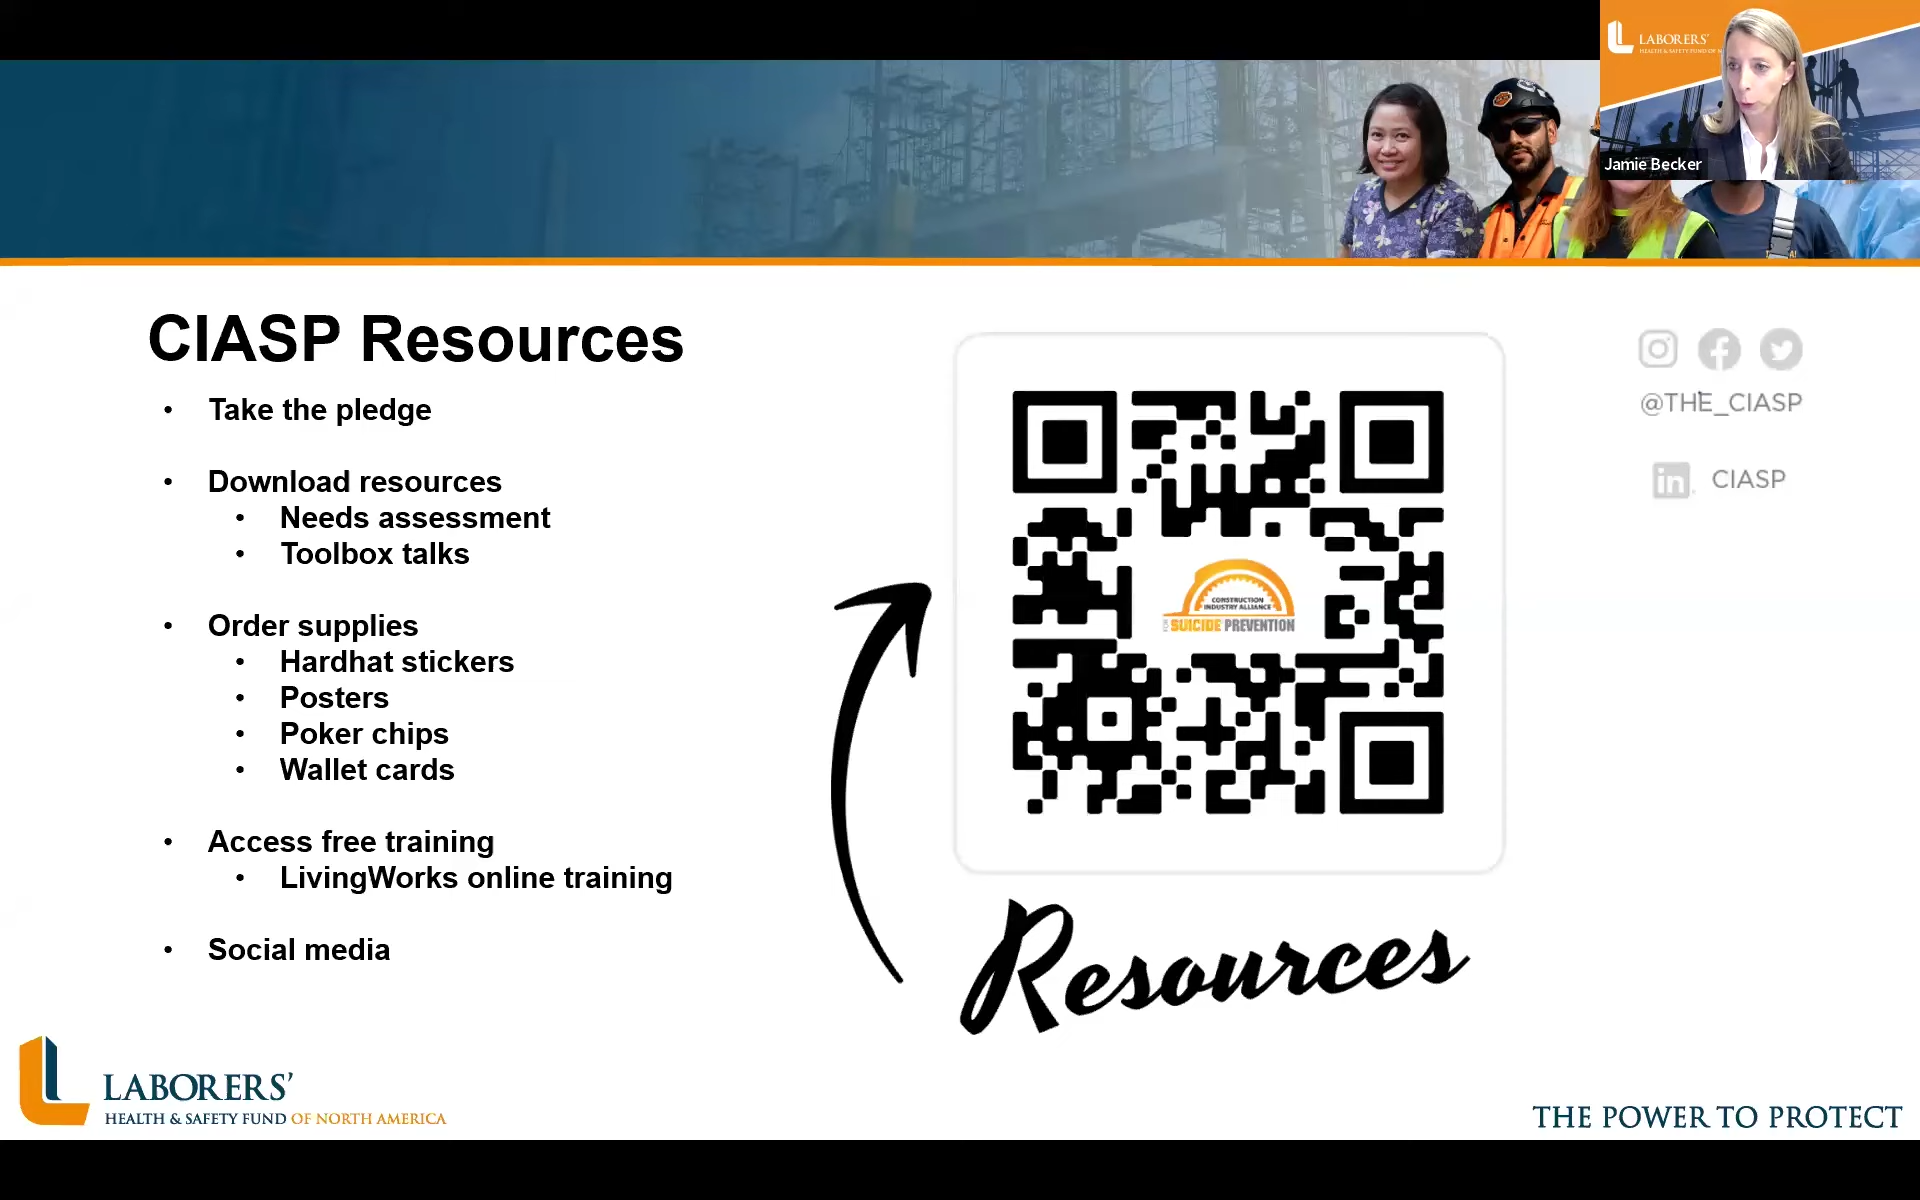 LABORERS'
Jamie Becker
CIASP Resources
• Take the pledge
• Download resources
• Needs assessment
• Toolbox talks
• Order supplies
• Hardhat stickers
• Posters
• Poker chips
• Wallet cards
• Access free training
• LivingWorks online training
• Social media
CONSTRUCTION
INDUSTRY ALLIANCE
FOR SUICIDE PREVENTION
Resources
@THE_CIASP
in CIASP
LABORERS'
HEALTH & SAFETY FUND OF NORTH AMERICA
THE POWER TO PROTECT